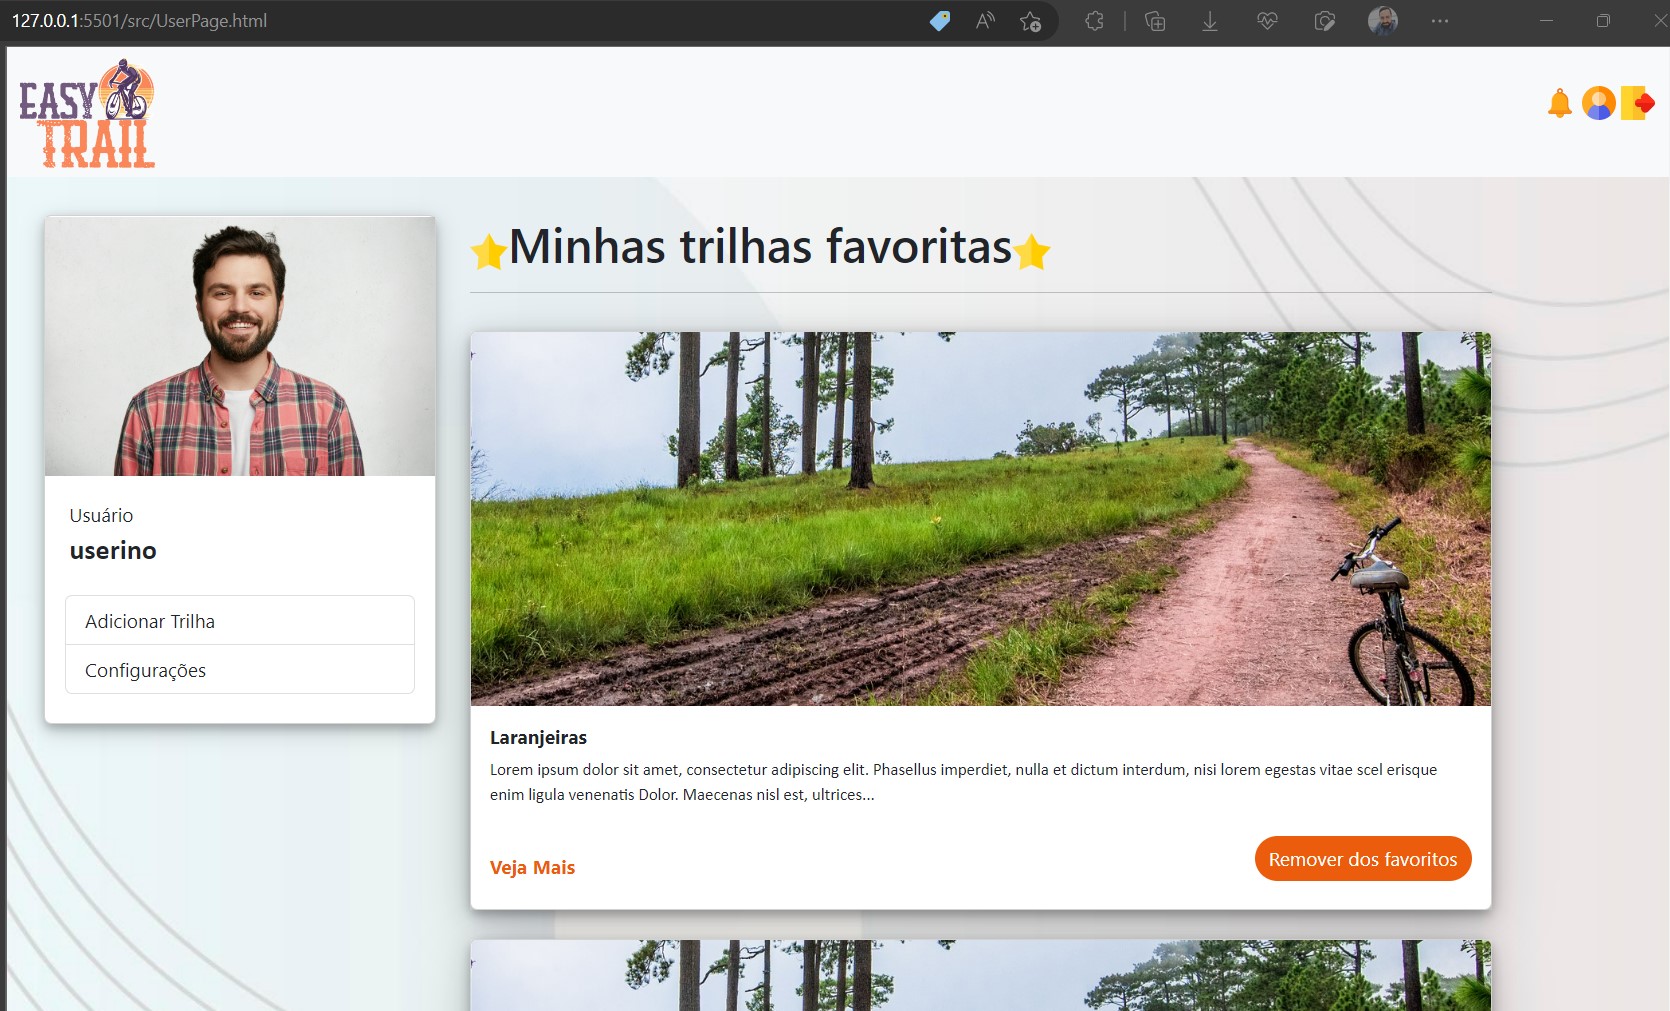 127.0.0.1:5501/src/UserPage.html
EASY
TRAIL
Minhas trilhas favoritas
Usuário
userino
Adicionar Trilha
Configurações
Laranjeiras
Lorem ipsum dolor sit amet, consectetur adipiscing elit. Phasellus imperdiet, nulla et dictum interdum, nisi lorem egestas vitae scel erisque
enim ligula venenatis Dolor. Maecenas nisl est, ultrices...
Veja Mais
Remover dos favoritos